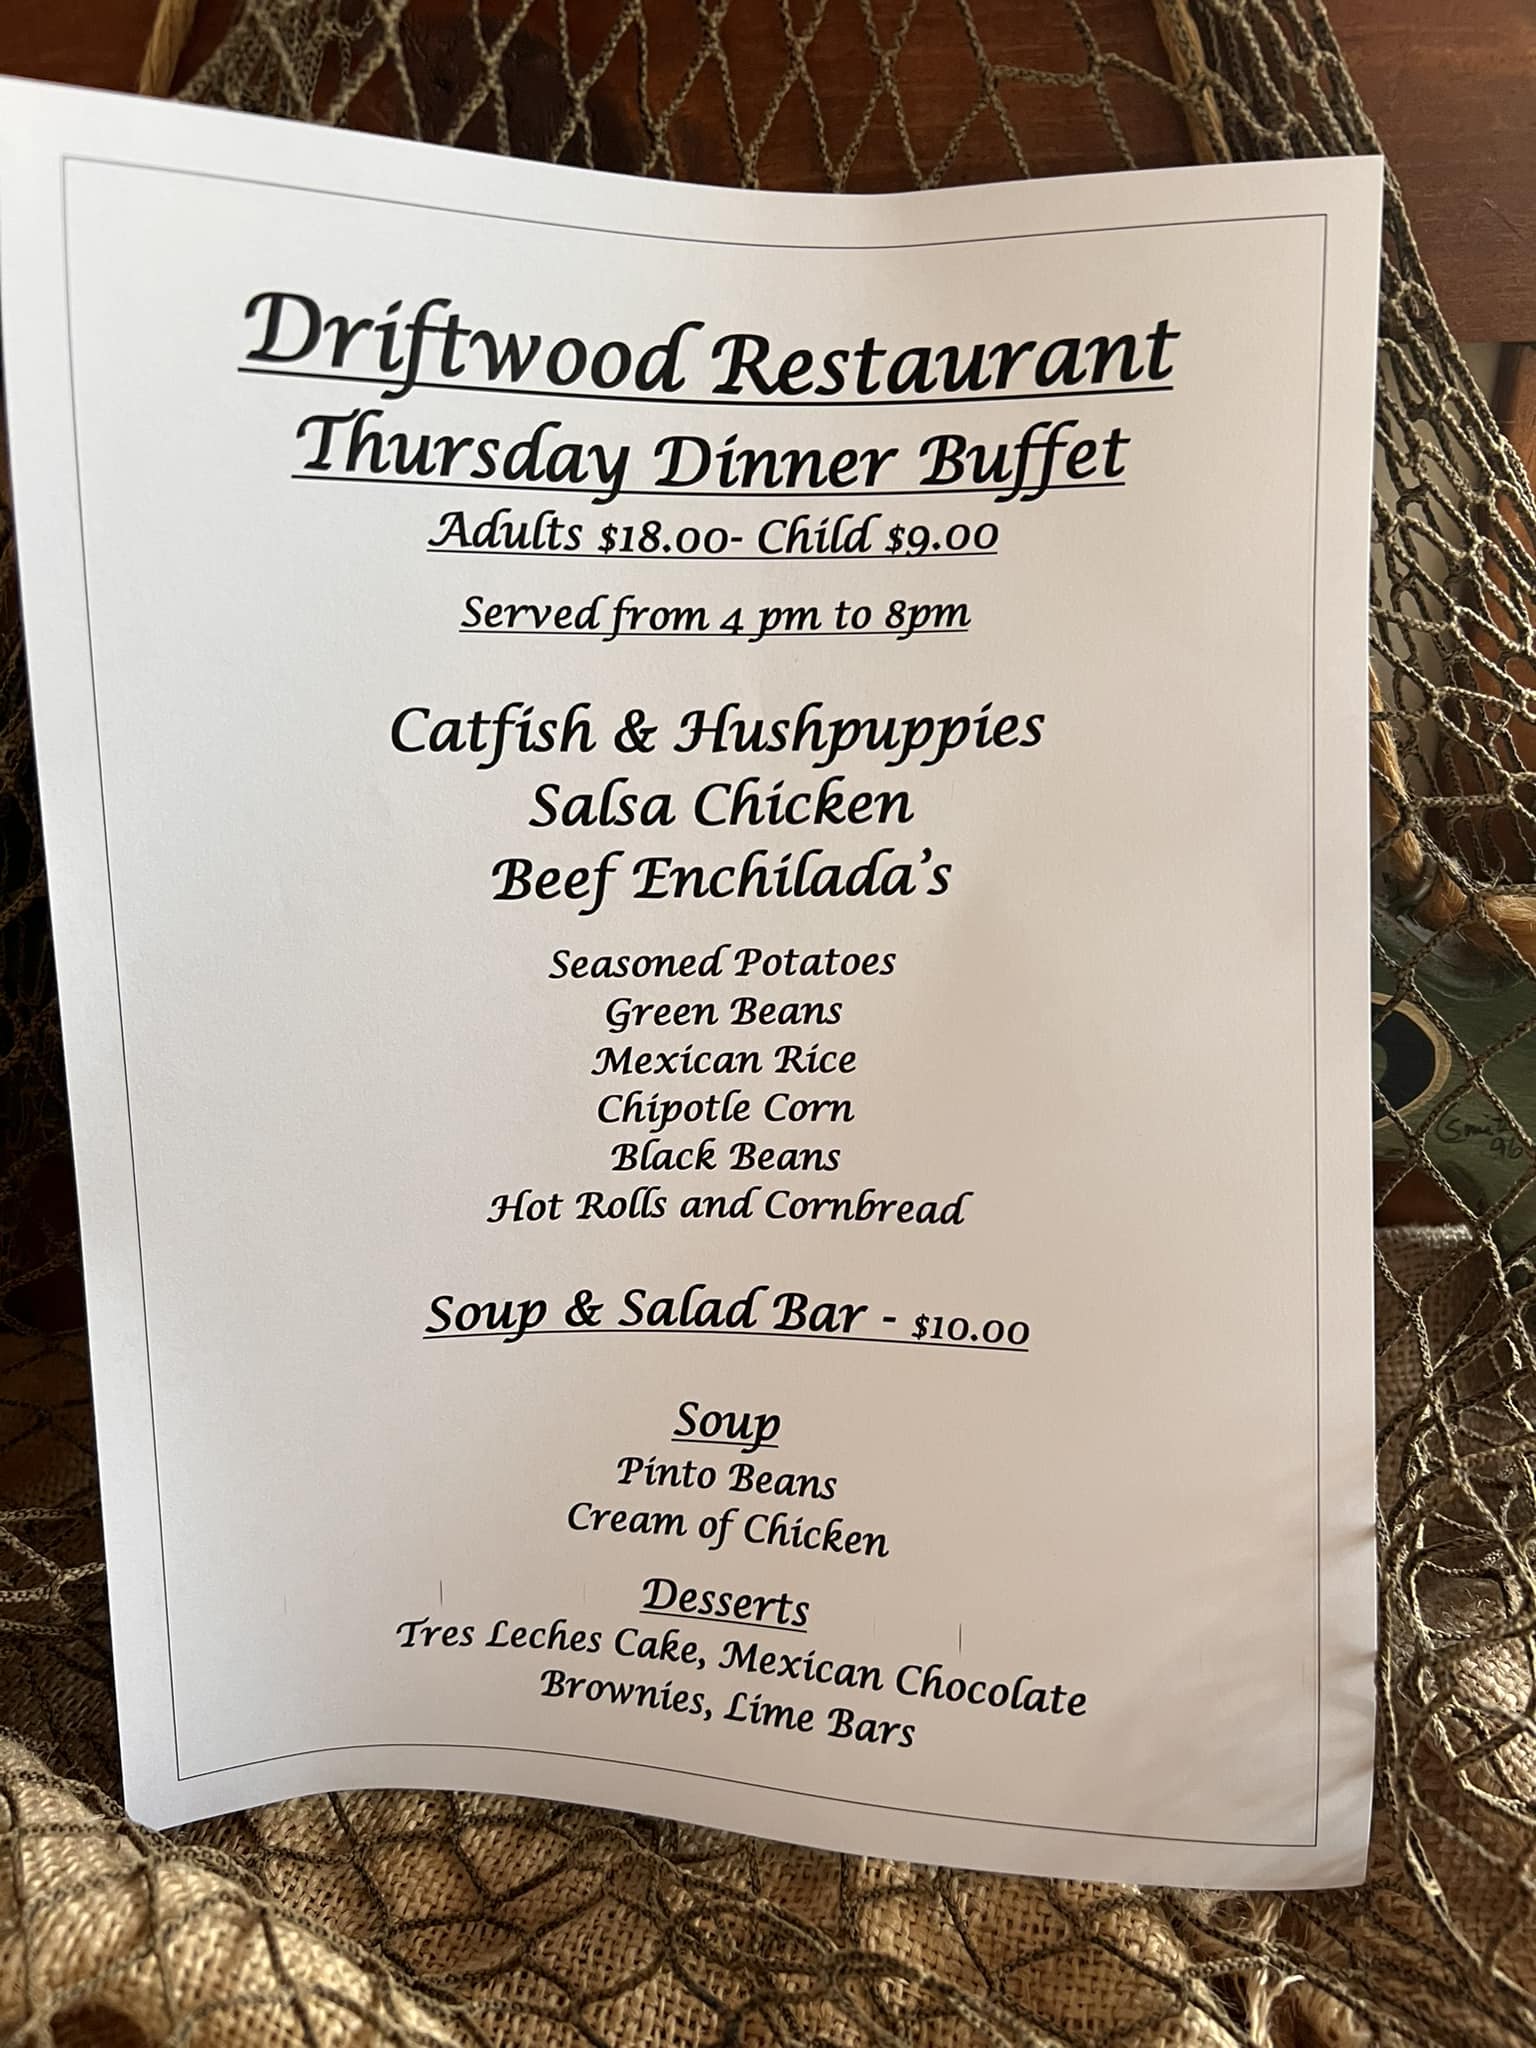 Driftwood Restaurant
Thursday Dinner Buffet
Adults $18.00- Child $9.00
Served from 4 pm to 8pm
Catfish & Hushpuppies
Salsa Chicken
Beef Enchilada’s
Seasoned Potatoes
Green Beans
Mexican Rice
Chipotle Corn
Black Beans
Hot Rolls and Cornbread
Soup & Salad Bar - $10.00
Soup
Pinto Beans
Cream of Chicken
Desserts
Tres Leches Cake, Mexican Chocolate
Brownies, Lime Bars
96